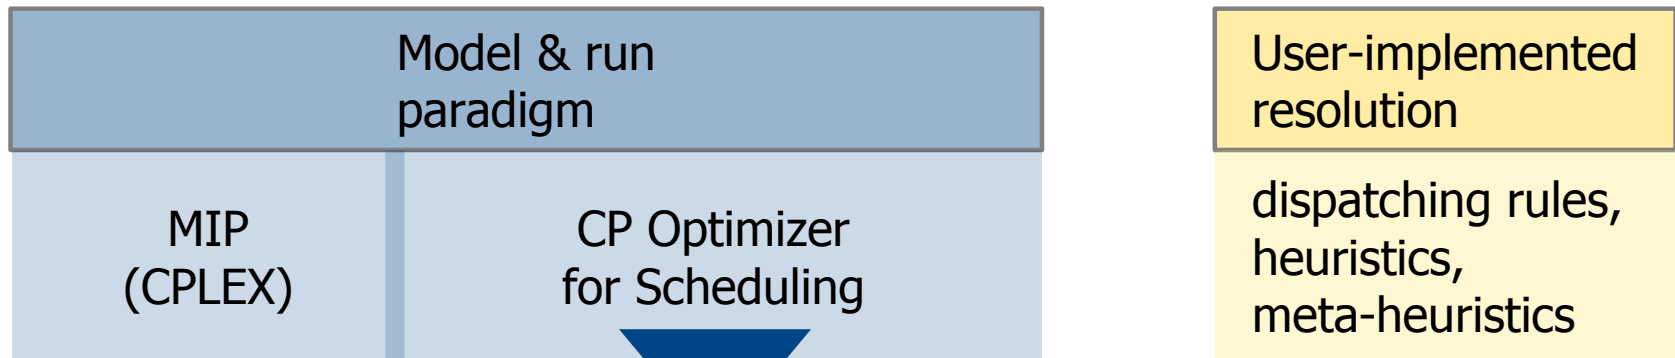 Model & run
paradigm
User-implemented
resolution
MIP
(CPLEX)
CP Optimizer
for Scheduling
dispatching rules,
heuristics,
meta-heuristics